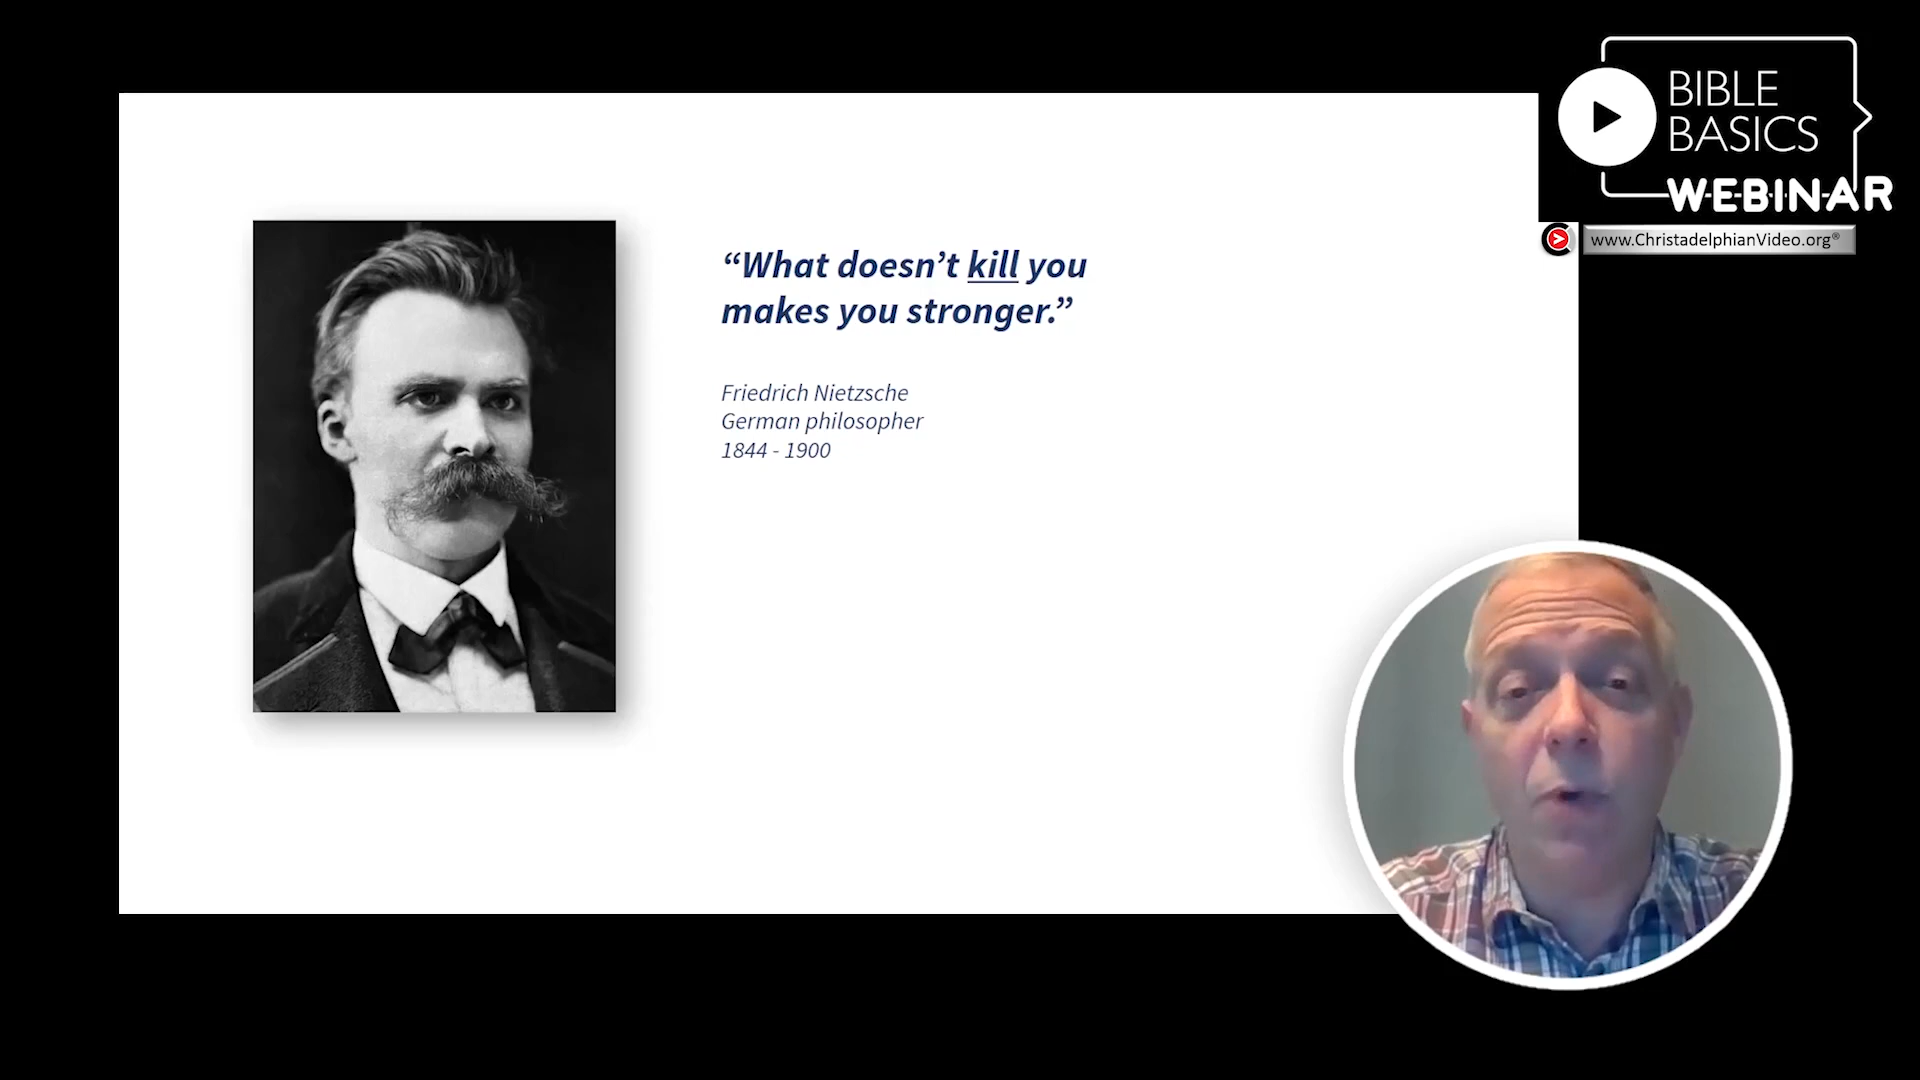 BIBLE
BASICS
WEBINAR
www.ChristadelphianVideo.org®
“What doesn’t kill you
makes you stronger.”
Friedrich Nietzsche
German philosopher
1844 - 1900